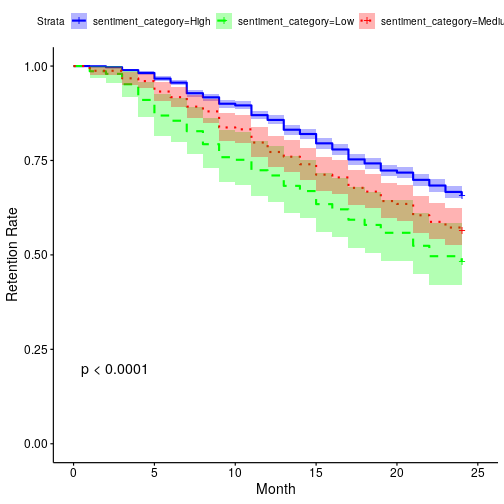 Strata sentiment_category=High sentiment_category=Low sentiment_category=Mediu
1.00
0.75
0.50
0.25
0.00
Retention Rate
p < 0.0001
0 5 10 15 20 25
Month